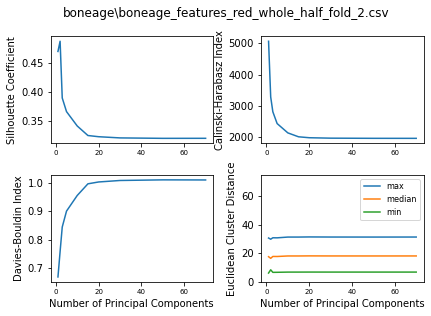 boneage\boneage_features_red_whole_half_fold_2.csv
Silhouette Coefficient
0.45
0.40
0.35
0 20 40 60
Calinski-Harabasz Index
5000
4000
3000
2000
0 20 40 60
Davies-Bouldin Index
1.0
0.9
0.8
0.7
0 20 40 60
Number of Principal Components
Euclidean Cluster Distance
60
40
20
0
max
median
min
0 20 40 60
Number of Principal Components